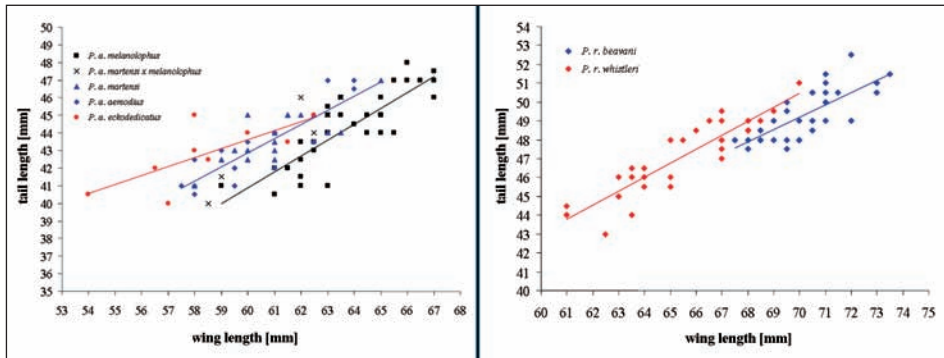 tail length [mm]
49
48
47
46
45
44
43
42
41
40
39
38
37
36
35
53 54 55 56 57 58 59 60 61 62 63 64 65 66 67 68
wing length [mm]
P. a. melanolophus
P. a. martensi x melanolophus
P. a. martensi
P. a. aemodius
P. a. eckodedicatus
tail length [mm]
54
53
52
51
50
49
48
47
46
45
44
43
42
41
40
60 61 62 63 64 65 66 67 68 69 70 71 72 73 74 75
wing length [mm]
P. r. beavani
P. r. whistleri